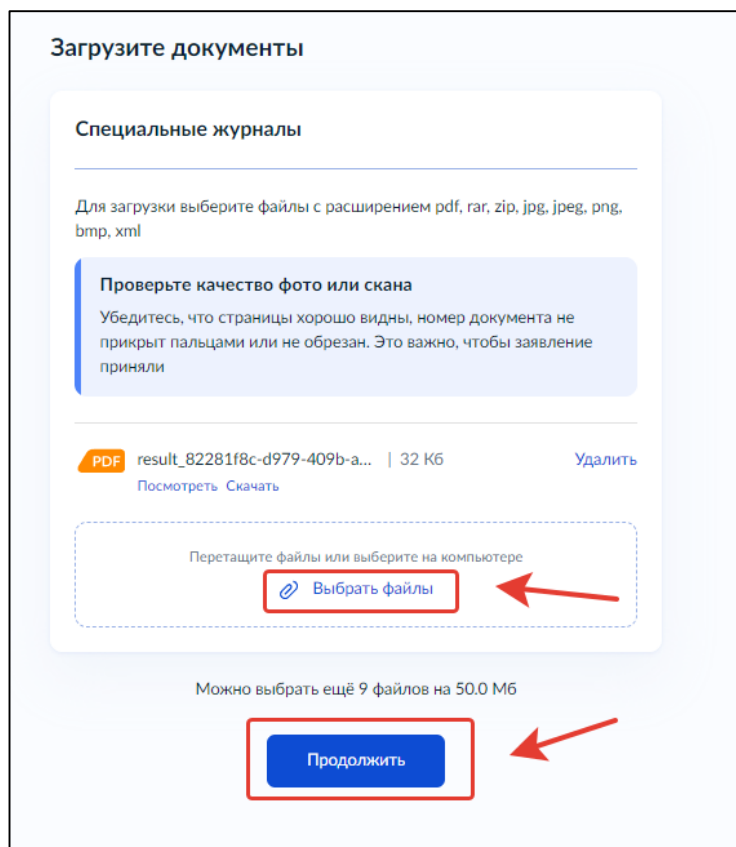 Загрузите документы
Специальные журналы
Для загрузки выберите файлы с расширением pdf, rar, zip, jpg, jpeg, png,
bmp, xml
Проверьте качество фото или скана
Убедитесь, что страницы хорошо видны, номер документа не
прикрыт пальцами или не обрезан. Это важно, чтобы заявление
приняли
PDF result_82281f8c-d979-409b-a... | 32 Кб Удалить
Посмотреть Скачать
Перетащите файлы или выберите на компьютере
Выбрать файлы
Можно выбрать ещё 9 файлов на 50.0 Мб
Продолжить